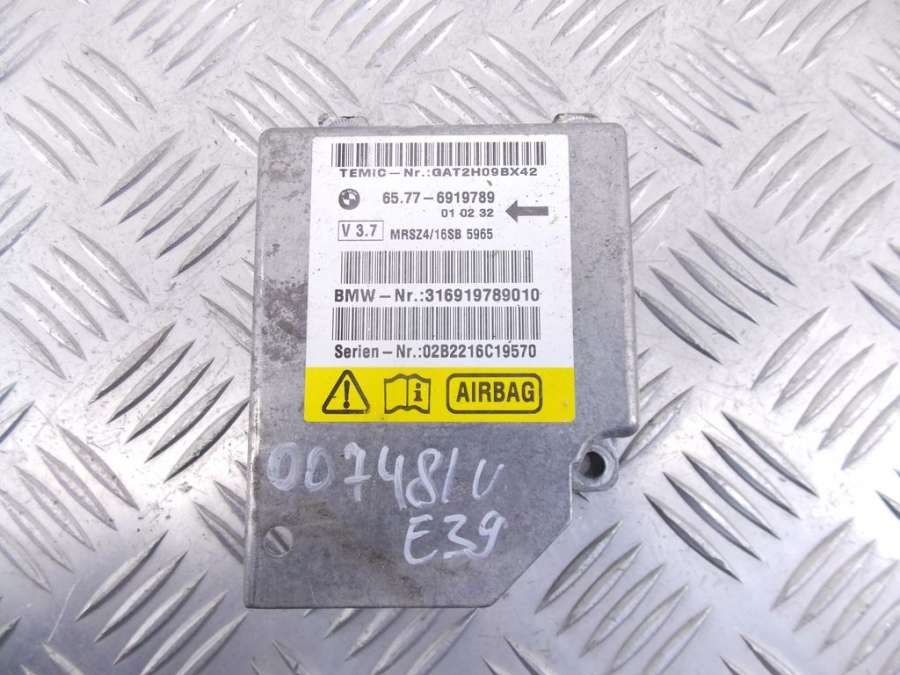 TEMIC-Nr.:GAT2H09BX42
65.77-6919789
01 02 32
V 3.7 MRSZ4/16SB 5965
BMW-Nr.:316919789010
Serien-Nr.:02B2216C19570
i AIRBAG
007481V
E39